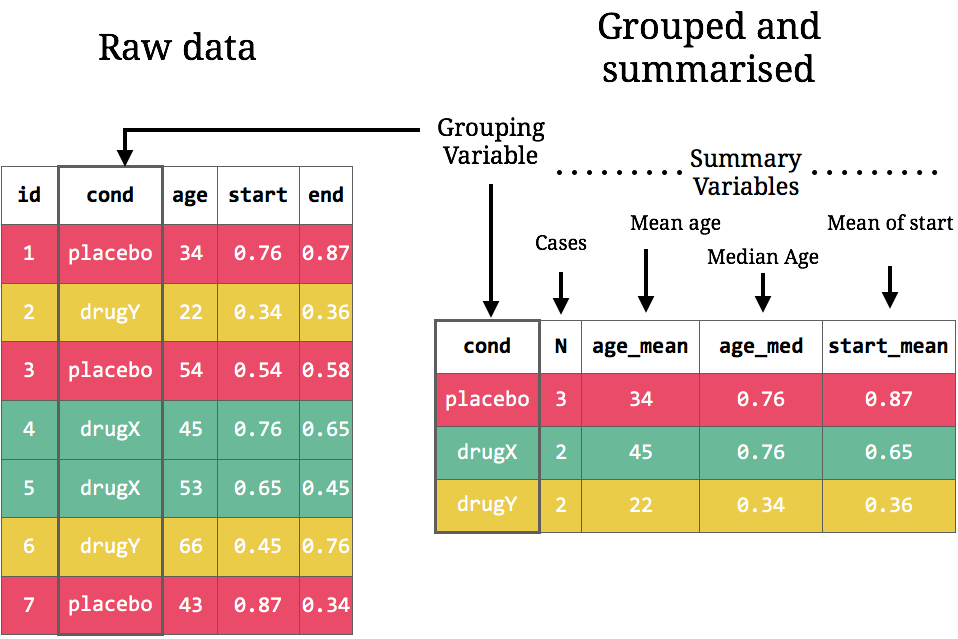 Raw data
Grouped and
summarised
Grouping
Variable
Summary
Variables
Cases
Mean age
Median Age
Mean of start
id cond age start end
1 placebo 34 0.76 0.87
2 drugY 22 0.34 0.36
3 placebo 54 0.54 0.58
4 drugX 45 0.76 0.65
5 drugX 53 0.65 0.45
6 drugY 66 0.45 0.76
7 placebo 43 0.87 0.34
cond N age_mean age_med start_mean
placebo 3 34 0.76 0.87
drugX 2 45 0.76 0.65
drugY 2 22 0.34 0.36